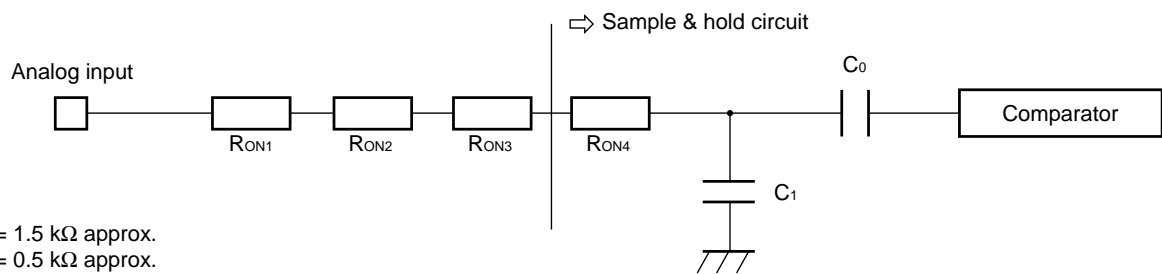 ⇨ Sample & hold circuit
Analog input
C0
Comparator
RON1
RON2
RON3
RON4
C1
= 1.5 kΩ approx.
= 0.5 kΩ approx.